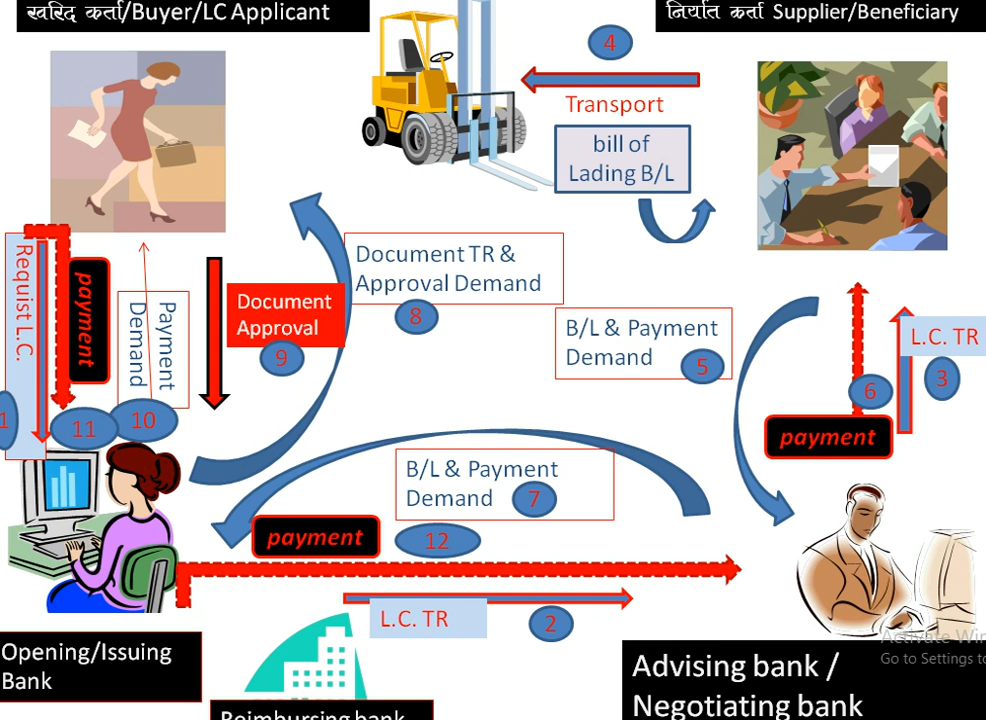 खरिद कर्ता/Buyer/LC Applicant
निर्यात कर्ता Supplier/Beneficiary
4
Transport
bill of
Lading B/L
Requist L.C.
payment
Payment
Demand
Document
Approval
9
Document TR &
Approval Demand
8
B/L & Payment
Demand
5
L.C. TR
3
6
payment
1
11
10
B/L & Payment
Demand
7
payment
12
L.C. TR
2
Opening/Issuing
Bank
Reimbursing bank
Advising bank /
Negotiating bank
Activate Win
Go to Settings to